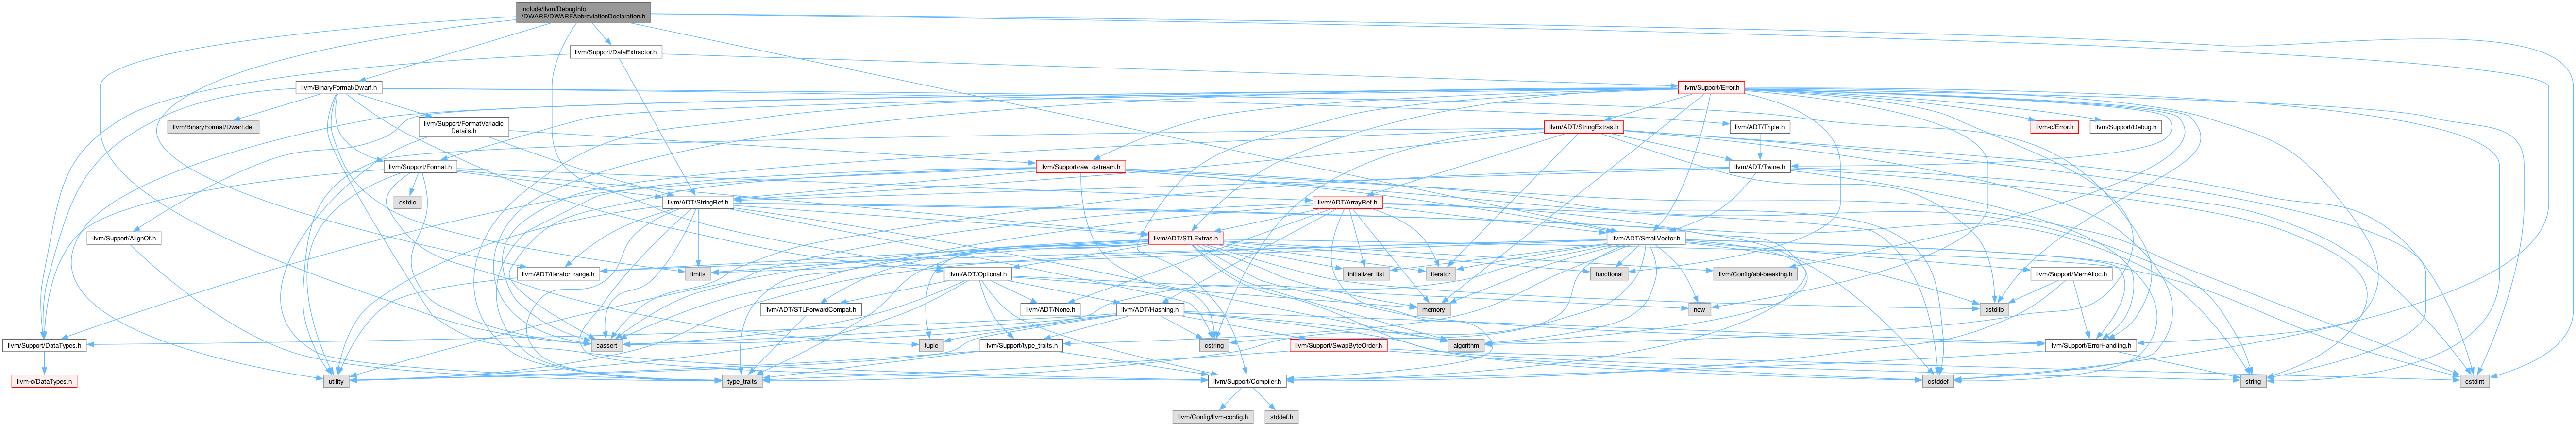 include/llvm/DebugInfo
/DWARF/DWARFAbbreviationDeclaration.h
llvm/Support/DataExtractor.h
llvm/BinaryFormat/Dwarf.h
llvm/Support/Error.h
llvm/BinaryFormat/Dwarf.def
llvm/Support/FormatVariadic
Details.h
llvm/ADT/StringExtras.h
llvm/ADT/Triple.h
llvm-c/Error.h
llvm/Support/Debug.h
llvm/Support/Format.h
llvm/Support/raw_ostream.h
llvm/ADT/Twine.h
cstdio
llvm/ADT/StringRef.h
llvm/ADT/ArrayRef.h
llvm/Support/AlignOf.h
llvm/ADT/STLExtras.h
llvm/ADT/SmallVector.h
llvm/ADT/iterator_range.h
limits
llvm/ADT/Optional.h
initializer_list
iterator
functional
llvm/Config/abi-breaking.h
llvm/Support/MemAlloc.h
llvm/ADT/STLForwardCompat.h
llvm/ADT/None.h
llvm/ADT/Hashing.h
memory
new
cstdlib
llvm/Support/DataTypes.h
cassert
tuple
llvm/Support/type_traits.h
cstring
llvm/Support/SwapByteOrder.h
algorithm
llvm/Support/ErrorHandling.h
llvm-c/DataTypes.h
utility
type_traits
llvm/Support/Compiler.h
cstddef
string
cstdint
llvm/Config/llvm-config.h
stddef.h